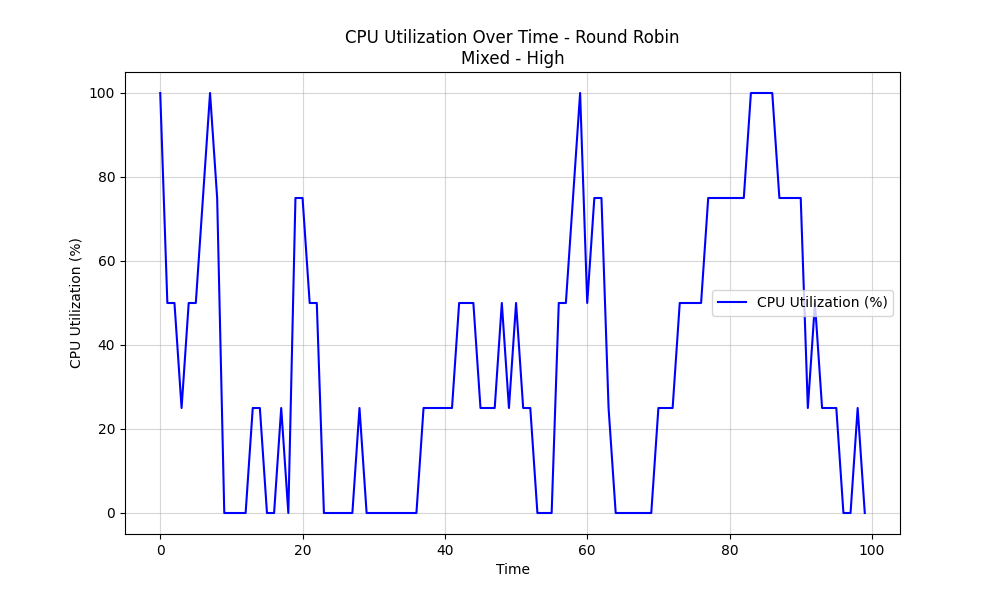 CPU Utilization Over Time - Round Robin
Mixed - High
CPU Utilization (%)
100
80
60
40
20
0
CPU Utilization (%)
0 20 40 60 80 100
Time